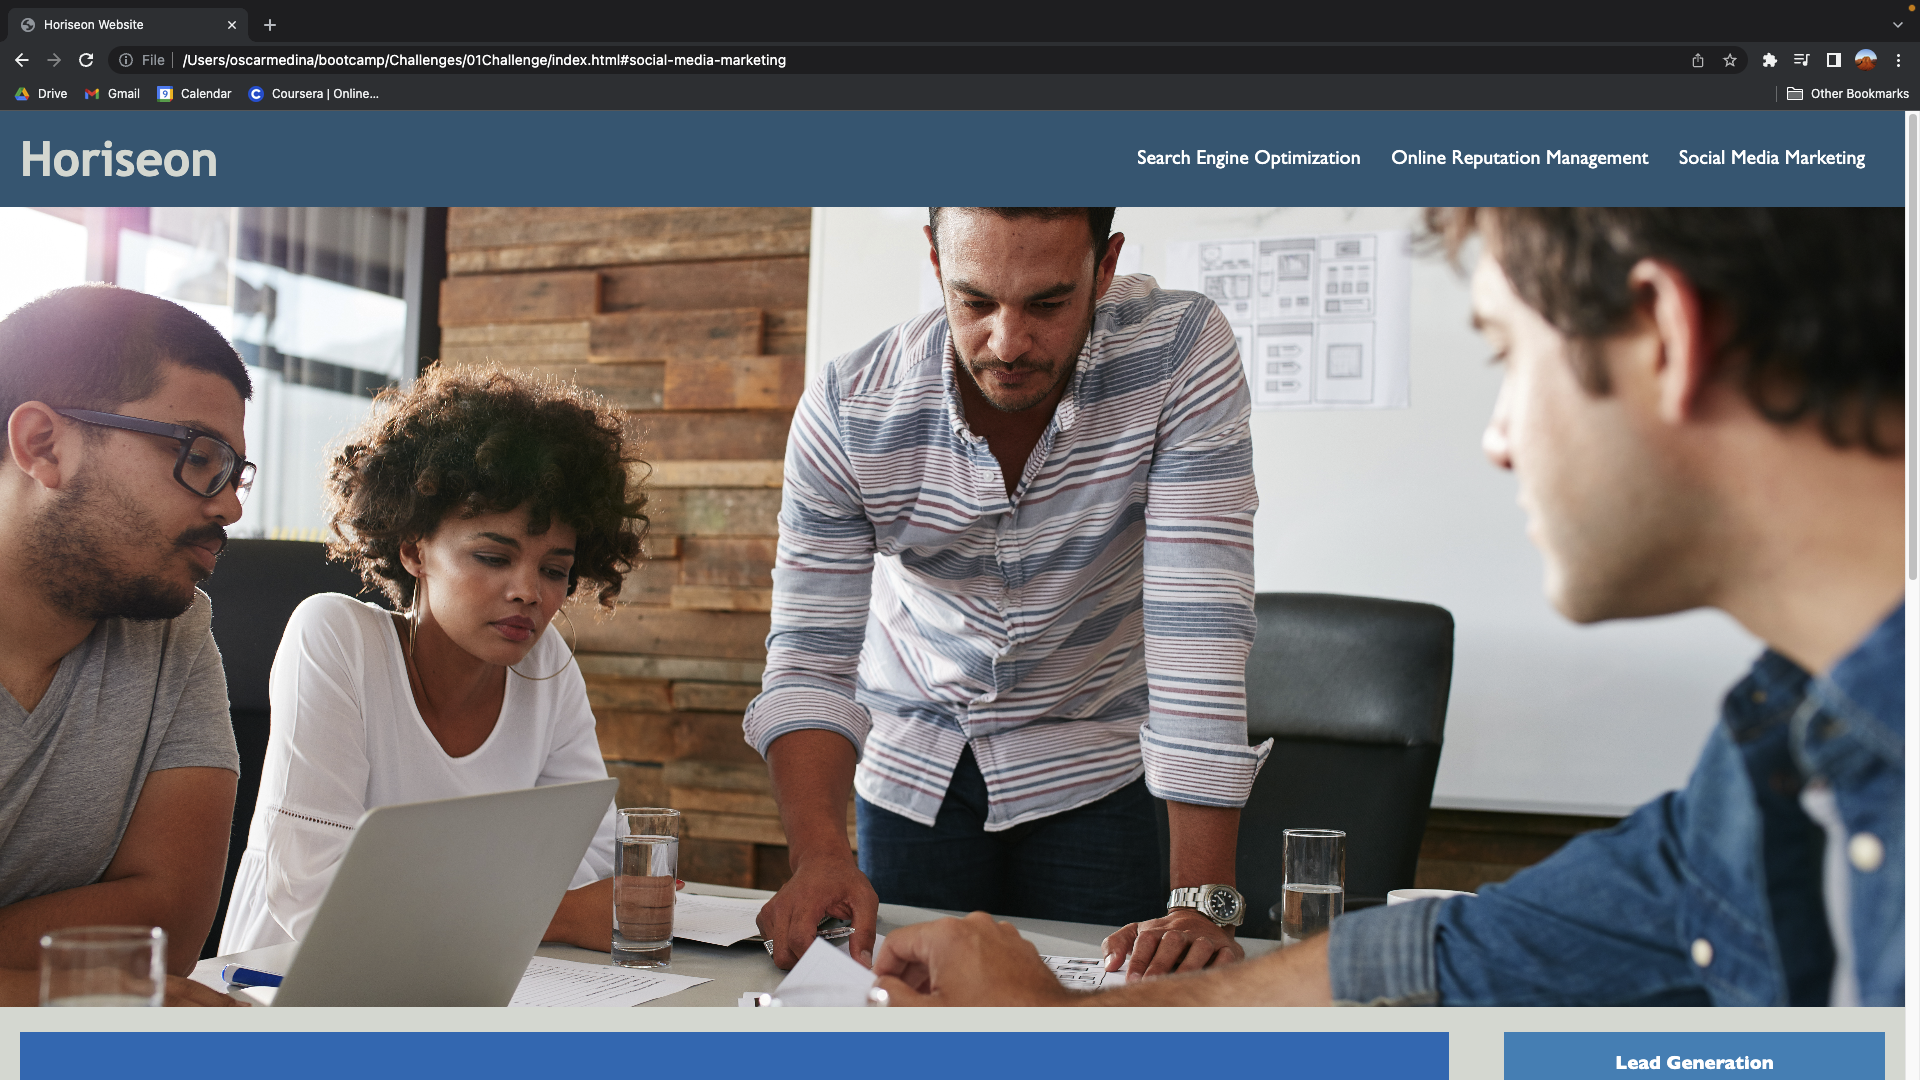 Horiseon Website
File
/Users/oscarmedina/bootcamp/Challenges/01Challenge/index.html#social-media-marketing
Drive
Gmail
9
Calendar
C
Coursera | Online...
Other Bookmarks
Horiseon
Search Engine Optimization
Online Reputation Management
Social Media Marketing
Lead Generation